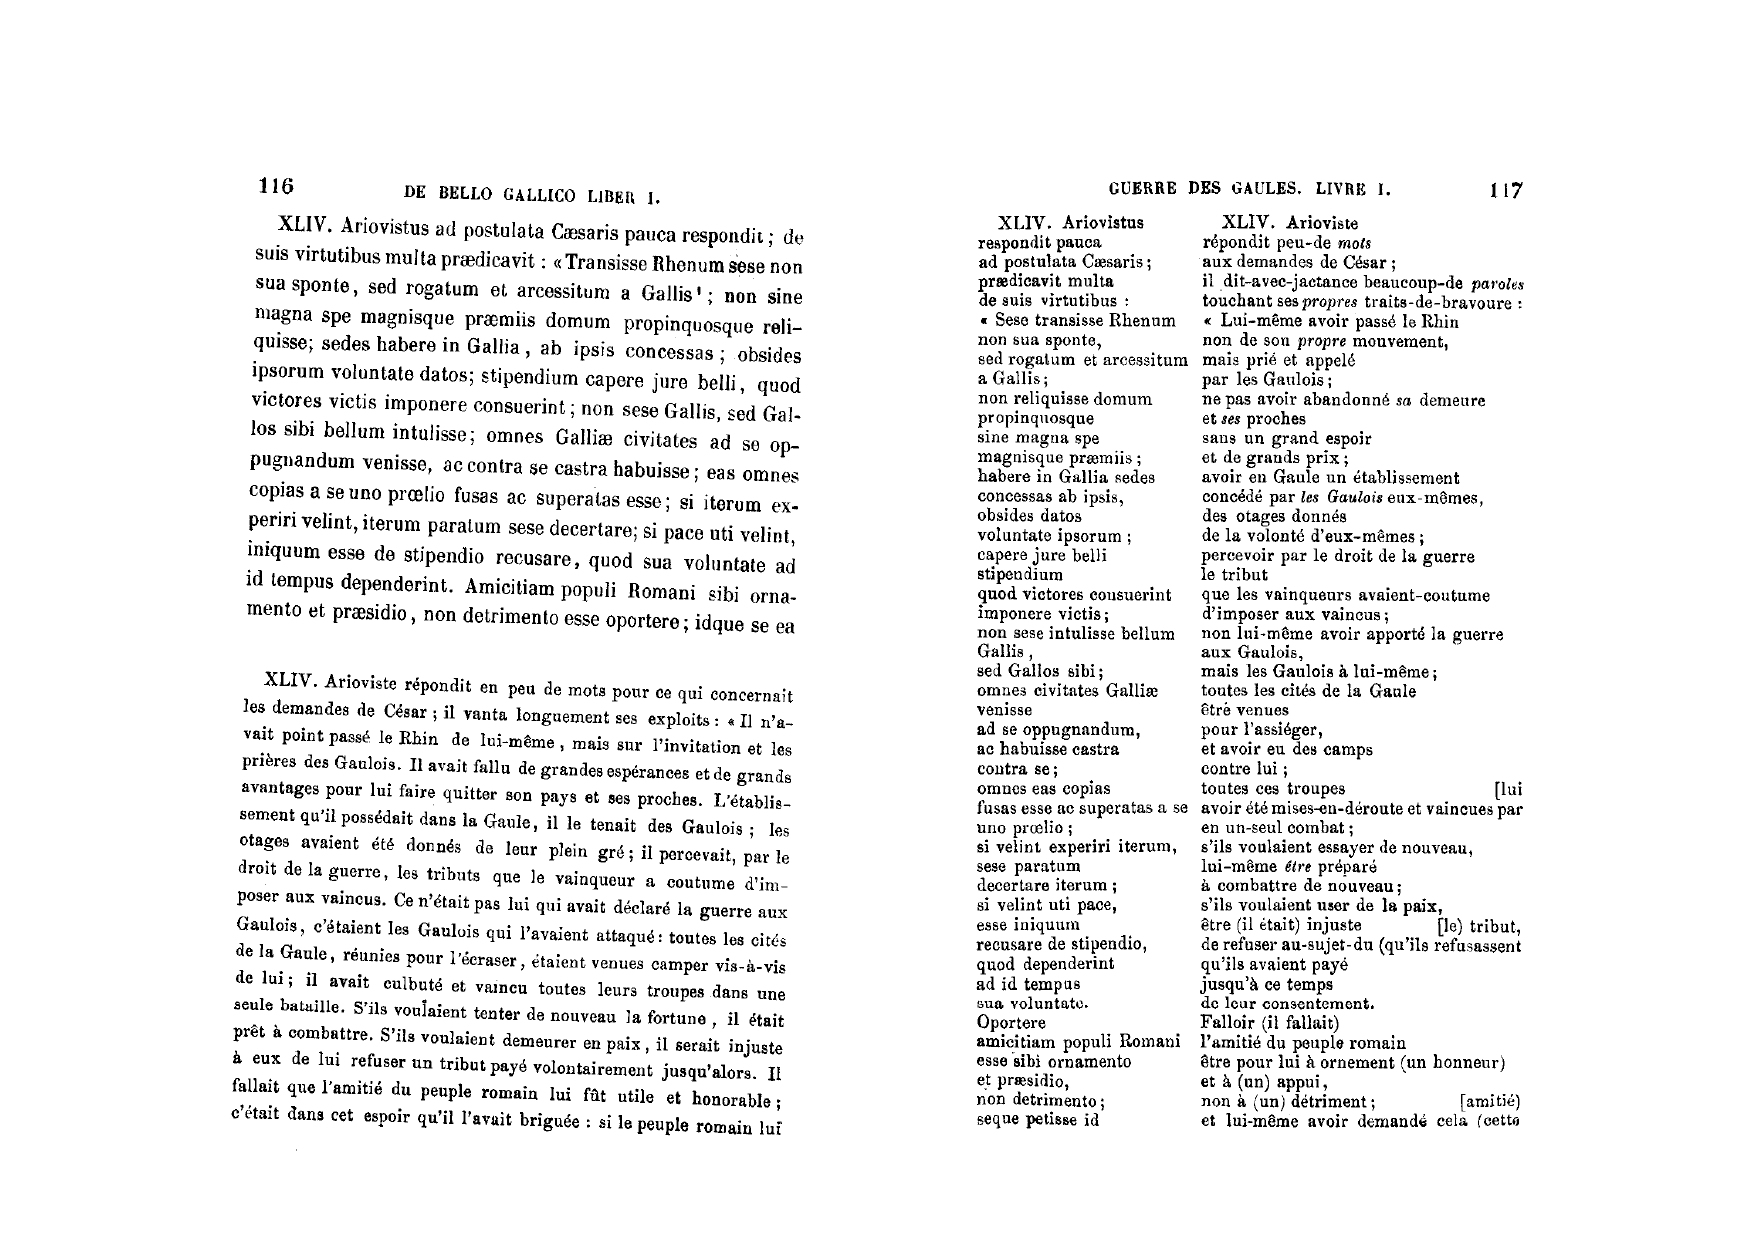 116
DE BELLO GALLICO LIBER I.
XLIV. Ariovistus ad postulata Cæsaris pauca respondit ; de
suis virtutibus multa prædicavit : « Transisse Rhenum sese non
sua sponte, sed rogatum et arcessitum a Gallis¹ ; non sine
magna spe magnisque præmiis domum propinquosque reli-
quisse; sedes habere in Gallia, ab ipsis concessas ; obsides
ipsorum voluntate datos; stipendium capere jure belli, quod
victores victis imponere consuerint ; non sese Gallis, sed Gal-
los sibi bellum intulisse; omnes Galliæ civitates ad se op-
pugnandum venisse, ac contra se castra habuisse ; eas omnes
copias a se uno prœlio fusas ac superatas esse ; si iterum ex-
periri velint, iterum paratum sese decertare; si pace uti velint,
iniquum esse de stipendio recusare, quod sua voluntate ad
id tempus dependerint. Amicitiam populi Romani sibi orna-
mento et præsidio, non detrimento esse oportere ; idque se ea
XLIV. Arioviste répondit en peu de mots pour ce qui concernait
les demandes de César ; il vanta longuement ses exploits : « Il n'a-
vait point passé le Rhin de lui-même, mais sur l'invitation et les
prières des Gaulois. Il avait fallu de grandes espérances et de grands
avantages pour lui faire quitter son pays et ses proches. L'établis-
sement qu'il possédait dans la Gaule, il le tenait des Gaulois ; les
otages avaient été donnés de leur plein gré ; il percevait, par le
droit de la guerre, les tributs que le vainqueur a coutume d'im-
poser aux vaincus. Ce n'était pas lui qui avait déclaré la guerre aux
Gaulois, c'étaient les Gaulois qui l'avaient attaqué : toutes les cités
de la Gaule, réunies pour l'écraser, étaient venues camper vis-à-vis
de lui ; il avait culbuté et vaincu toutes leurs troupes dans une
seule bataille. S'ils voulaient tenter de nouveau la fortune, il était
prêt à combattre. S'ils voulaient demeurer en paix, il serait injuste
à eux de lui refuser un tribut payé volontairement jusqu'alors. Il
fallait que l'amitié du peuple romain lui fût utile et honorable ;
c'était dans cet espoir qu'il l'avait briguée : si le peuple romain lui
GUERRE DES GAULES. LIVRE I.
117
XLIV. Ariovistus
respondit pauca
ad postulata Cæsaris ;
prædicavit multa
de suis virtutibus :
« Sese transisse Rhenum
non sua sponte,
sed rogatum et arcessitum
a Gallis ;
non reliquisse domum
propinquosque
sine magna spe
magnisque præmiis ;
habere in Gallia sedes
concessas ab ipsis,
obsides datos
voluntate ipsorum ;
capere jure belli
stipendium
quod victores consuerint
imponere victis ;
non sese intulisse bellum
Gallis ,
sed Gallos sibi ;
omnes civitates Galliæ
venisse
ad se oppugnandum,
ac habuisse castra
contra se ;
omnes eas copias
fusas esse ac superatas a se
uno prœlio ;
si velint experiri iterum,
sese paratum
decertare iterum ;
si velint uti pace,
esse iniquum
recusare de stipendio,
quod dependerint
ad id tempus
sua voluntate.
Oportere
amicitiam populi Romani
esse sibi ornamento
et præsidio,
non detrimento ;
seque petisse id
XLIV. Arioviste
répondit peu-de mots
aux demandes de César ;
il dit-avec-jactance beaucoup-de paroles
touchant ses propres traits-de-bravoure :
« Lui-même avoir passé le Rhin
non de son propre mouvement,
mais prié et appelé
par les Gaulois ;
ne pas avoir abandonné sa demeure
et ses proches
sans un grand espoir
et de grands prix ;
avoir en Gaule un établissement
concédé par les Gaulois eux-mêmes,
des otages donnés
de la volonté d'eux-mêmes ;
percevoir par le droit de la guerre
le tribut
que les vainqueurs avaient-coutume
d'imposer aux vaincus ;
non lui-même avoir apporté la guerre
aux Gaulois,
mais les Gaulois à lui-même ;
toutes les cités de la Gaule
être venues
pour l'assiéger,
et avoir eu des camps
contre lui ;
toutes ces troupes [lui
avoir été mises-en-déroute et vaincues par
en un-seul combat ;
s'ils voulaient essayer de nouveau,
lui-même être préparé
à combattre de nouveau ;
s'ils voulaient user de la paix,
être (il était) injuste [le) tribut,
de refuser au-sujet-du (qu'ils refusassent
qu'ils avaient payé
jusqu'à ce temps
de leur consentement.
Falloir (il fallait)
l'amitié du peuple romain
être pour lui à ornement (un honneur)
et à (un) appui,
non à (un) détriment ; [amitié)
et lui-même avoir demandé cela (cette